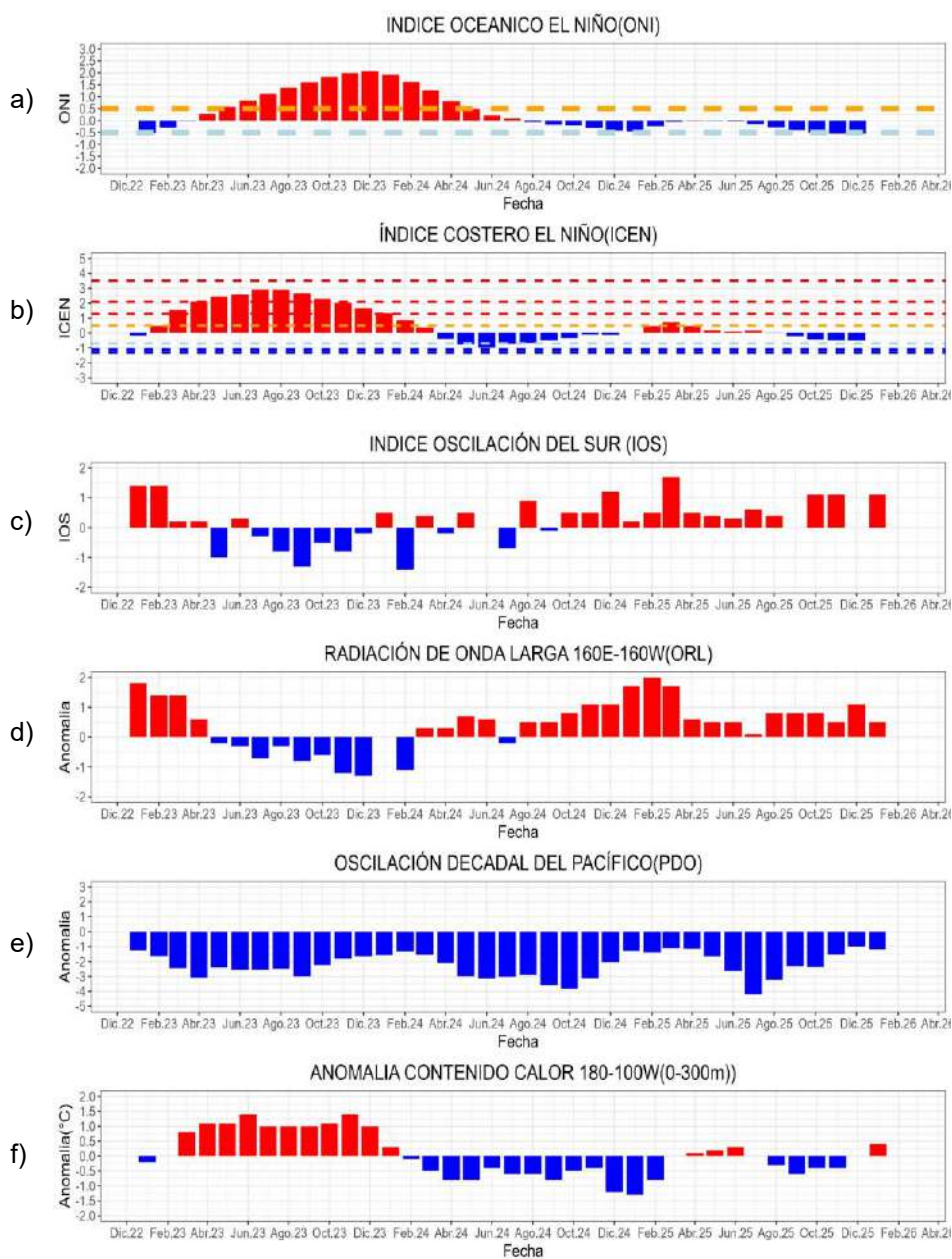 INDICE OCEANICO EL NIÑO(ONI)
a)
ONI
3.0
2.5
2.0
1.5
1.0
0.5
0.0
-0.5
-1.0
-1.5
-2.0
Dic.22 Feb.23 Abr.23 Jun.23 Ago.23 Oct.23 Dic.23 Feb.24 Abr.24 Jun.24 Ago.24 Oct.24 Dic.24 Feb.25 Abr.25 Jun.25 Ago.25 Oct.25 Dic.25 Feb.26 Abr.26
Fecha
ÍNDICE COSTERO EL NIÑO(ICEN)
b)
ICEN
5
4
3
2
1
0
-1
-2
-3
Dic.22 Feb.23 Abr.23 Jun.23 Ago.23 Oct.23 Dic.23 Feb.24 Abr.24 Jun.24 Ago.24 Oct.24 Dic.24 Feb.25 Abr.25 Jun.25 Ago.25 Oct.25 Dic.25 Feb.26 Abr.26
Fecha
INDICE OSCILACIÓN DEL SUR (IOS)
c)
IOS
2
1
0
-1
-2
Dic.22 Feb.23 Abr.23 Jun.23 Ago.23 Oct.23 Dic.23 Feb.24 Abr.24 Jun.24 Ago.24 Oct.24 Dic.24 Feb.25 Abr.25 Jun.25 Ago.25 Oct.25 Dic.25 Feb.26 Abr.26
Fecha
RADIACIÓN DE ONDA LARGA 160E-160W(ORL)
d)
Anomalia
2
1
0
-1
-2
Dic.22 Feb.23 Abr.23 Jun.23 Ago.23 Oct.23 Dic.23 Feb.24 Abr.24 Jun.24 Ago.24 Oct.24 Dic.24 Feb.25 Abr.25 Jun.25 Ago.25 Oct.25 Dic.25 Feb.26 Abr.26
Fecha
OSCILACIÓN DECADAL DEL PACÍFICO(PDO)
e)
Anomalia
3
2
1
0
-1
-2
-3
-4
-5
Dic.22 Feb.23 Abr.23 Jun.23 Ago.23 Oct.23 Dic.23 Feb.24 Abr.24 Jun.24 Ago.24 Oct.24 Dic.24 Feb.25 Abr.25 Jun.25 Ago.25 Oct.25 Dic.25 Feb.26 Abr.26
Fecha
ANOMALIA CONTENIDO CALOR 180-100W(0-300m))
f)
Anomalia(°C)
2.0
1.5
1.0
0.5
0.0
-0.5
-1.0
-1.5
-2.0
Dic.22 Feb.23 Abr.23 Jun.23 Ago.23 Oct.23 Dic.23 Feb.24 Abr.24 Jun.24 Ago.24 Oct.24 Dic.24 Feb.25 Abr.25 Jun.25 Ago.25 Oct.25 Dic.25 Feb.26 Abr.26
Fecha